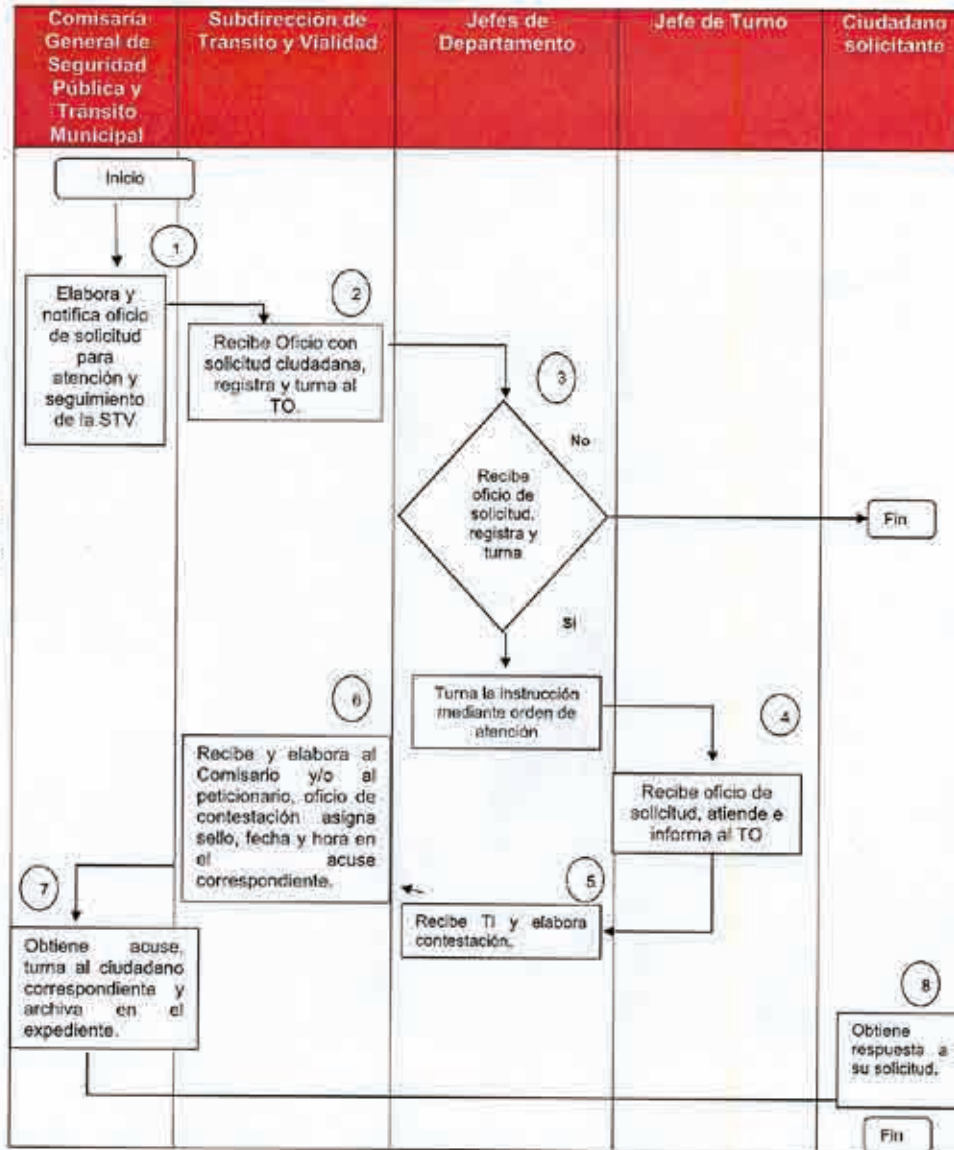 Comisaría
General de
Seguridad
Pública y
Tránsito
Municipal
Subdirección de
Tránsito y Vialidad
Jefes de
Departamento
Jefe de Turno
Ciudadano
solicitante
Inicio
1
Elabora y
notifica oficio
de solicitud
para
atención y
seguimiento
de la STV
2
Recibe Oficio con
solicitud ciudadana,
registra y turna al
TO.
3
No
Recibe
oficio de
solicitud,
registra y
turna
Fin
Sí
Turna la instrucción
mediante orden de
atención
4
Recibe oficio de
solicitud, atiende e
informa al TO
5
Recibe TI y elabora
contestación.
6
Recibe y elabora al
Comisario y/o al
peticionario, oficio de
contestación asigna
sello, fecha y hora en
el acuse
correspondiente.
7
Obtiene acuse,
turna al ciudadano
correspondiente y
archiva en el
expediente.
8
Obtiene
respuesta a
su solicitud.
Fin